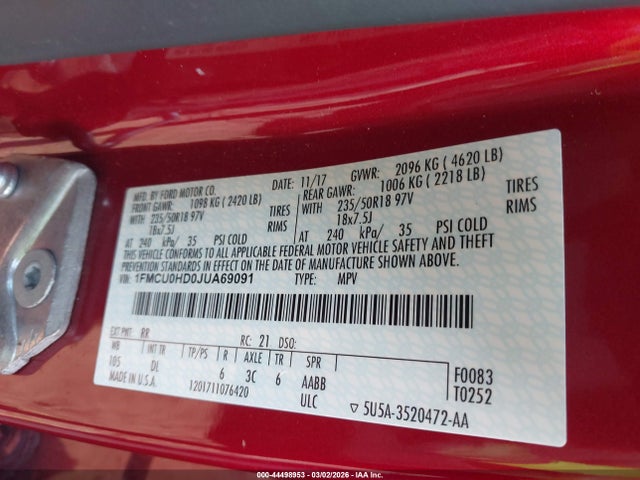 MFD. BY FORD MOTOR CO.
DATE: 11/17 GVWR: 2096 KG ( 4620 LB)
FRONT GAWR: 1098 KG ( 2420 LB)
REAR GAWR: 1006 KG ( 2218 LB)
WITH 235/50R18 97V TIRES
WITH 235/50R18 97V TIRES
18x7.5J RIMS
18x7.5J RIMS
AT 240 kPa/ 35 PSI COLD
AT 240 kPa/ 35 PSI COLD
THIS VEHICLE CONFORMS TO ALL APPLICABLE FEDERAL MOTOR VEHICLE SAFETY AND THEFT
PREVENTION STANDARDS IN EFFECT ON THE DATE OF MANUFACTURE SHOWN ABOVE.
VIN: 1FMCU0HD0JUA69091 TYPE: MPV
EXT PNT: RR RC: 21 DSO:
WB INT TR TP/PS R AXLE TR SPR
105 DL 6 3C 6 AABB F0083
MADE IN U.S.A. 1201711076420 ULC T0252
▽ 5U5A-3520472-AA
000-44498953 - 03/02/2026 - IAA Inc.